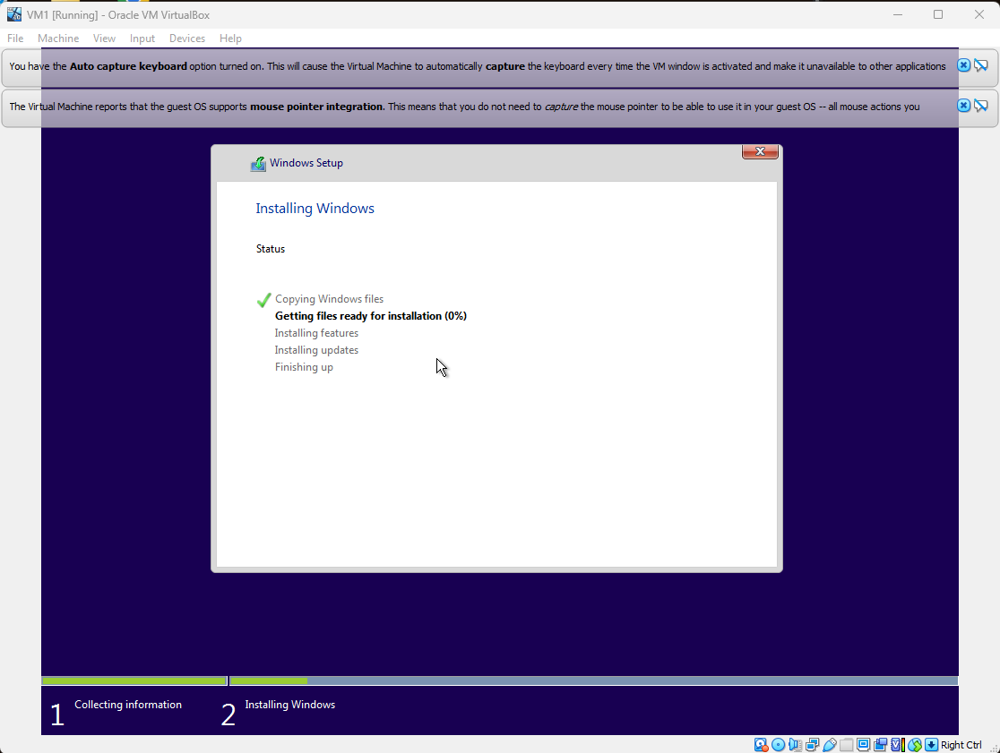 VM1 [Running] - Oracle VM VirtualBox
File Machine View Input Devices Help
You have the Auto capture keyboard option turned on. This will cause the Virtual Machine to automatically capture the keyboard every time the VM window is activated and make it unavailable to other applications
The Virtual Machine reports that the guest OS supports mouse pointer integration. This means that you do not need to capture the mouse pointer to be able to use it in your guest OS -- all mouse actions you
Windows Setup
Installing Windows
Status
Copying Windows files
Getting files ready for installation (0%)
Installing features
Installing updates
Finishing up
1 Collecting information 2 Installing Windows
Right Ctrl